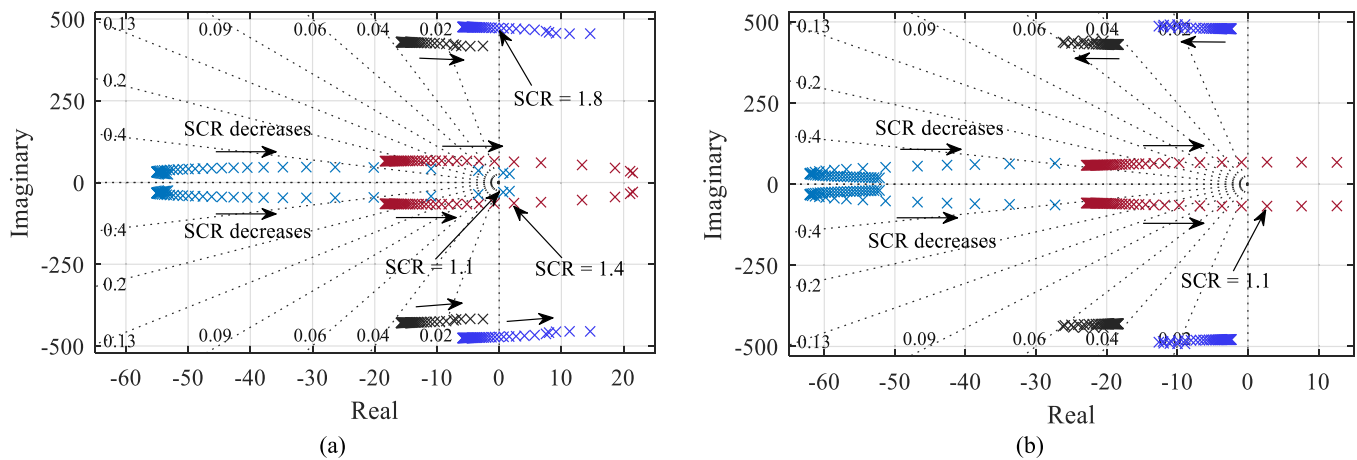 500
250
0
-250
-500
Imaginary
0.13
0.09
0.06
0.04
0.02
0.2
0.4
SCR decreases
SCR = 1.8
0.4
SCR decreases
SCR = 1.1
SCR = 1.4
0.2
0.13
0.09
0.06
0.04
0.02
-60 -50 -40 -30 -20 -10 0 10 20
Real
(a)
500
250
0
-250
-500
Imaginary
0.13
0.09
0.06
0.04
0.02
0.2
0.4
SCR decreases
0.4
SCR decreases
SCR = 1.1
0.2
0.13
0.09
0.06
0.04
0.02
-60 -50 -40 -30 -20 -10 0 10
Real
(b)